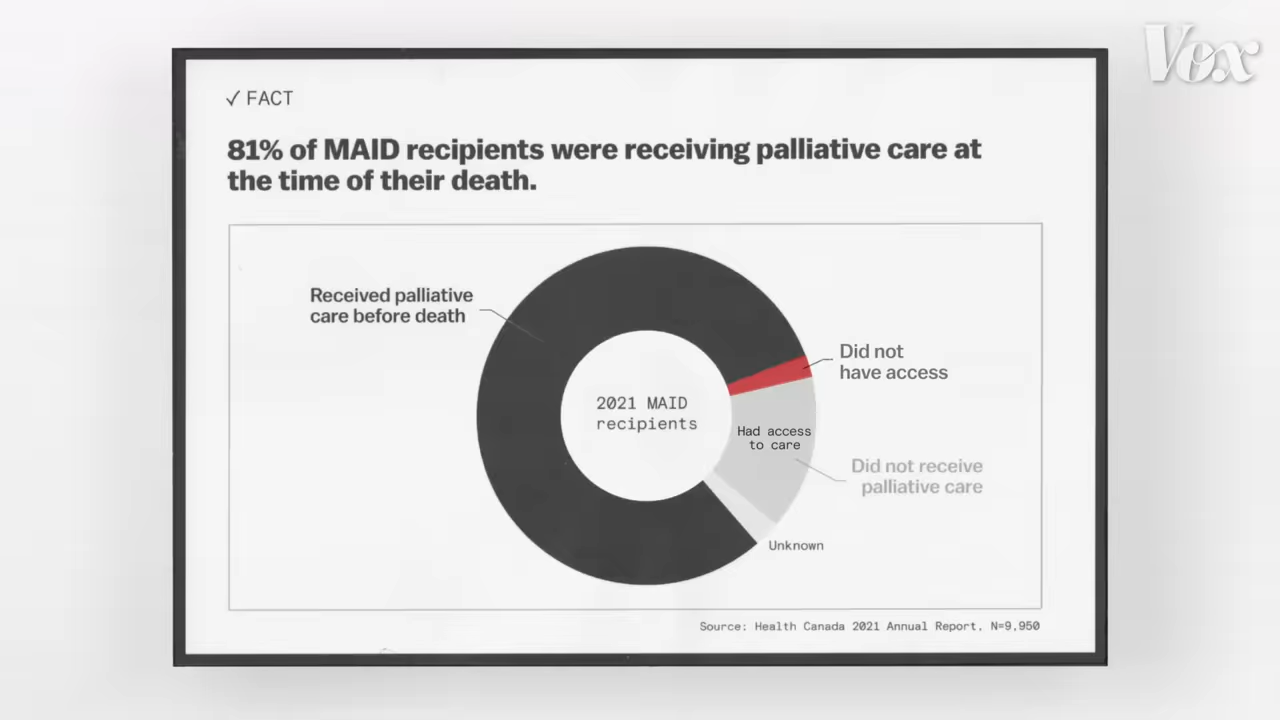 Vox
✓ FACT
81% of MAID recipients were receiving palliative care at
the time of their death.
Received palliative
care before death
Did not
have access
2021 MAID
recipients
Had access
to care
Did not receive
palliative care
Unknown
Source: Health Canada 2021 Annual Report, N=9,950